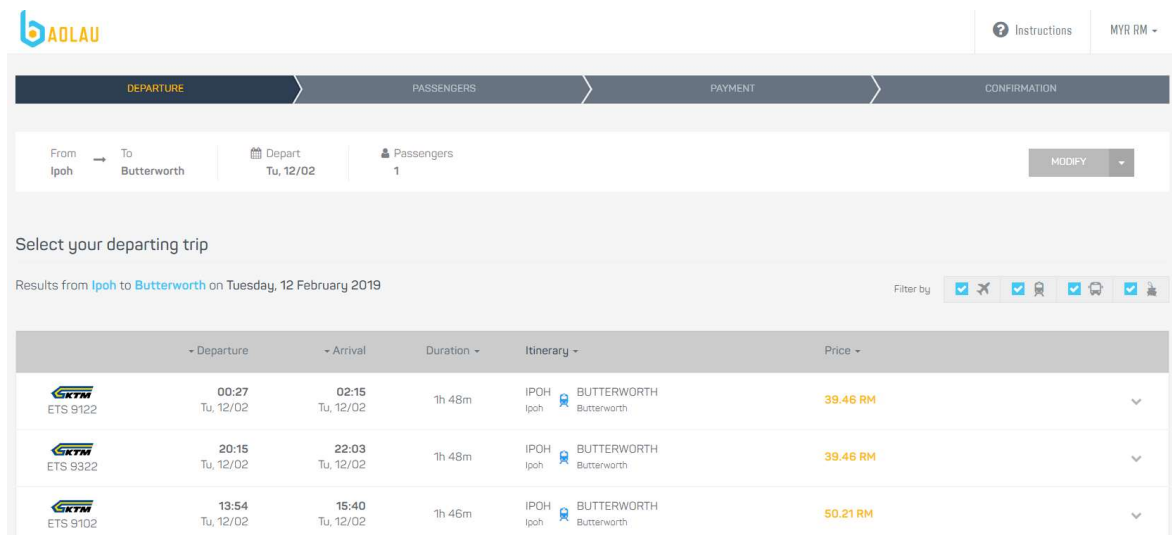 bAOLAU
Instructions MYR RM
DEPARTURE PASSENGERS PAYMENT CONFIRMATION
From To Depart Passengers
Ipoh → Butterworth Tu, 12/02 1
MODIFY
Select your departing trip
Results from Ipoh to Butterworth on Tuesday, 12 February 2019
Filter by
Departure Arrival Duration Itinerary Price
KTM 00:27 02:15 1h 48m IPOH BUTTERWORTH 39.46 RM
ETS 9122 Tu, 12/02 Tu, 12/02 Ipoh Butterworth
KTM 20:15 22:03 1h 48m IPOH BUTTERWORTH 39.46 RM
ETS 9322 Tu, 12/02 Tu, 12/02 Ipoh Butterworth
KTM 13:54 15:40 1h 46m IPOH BUTTERWORTH 50.21 RM
ETS 9102 Tu, 12/02 Tu, 12/02 Ipoh Butterworth